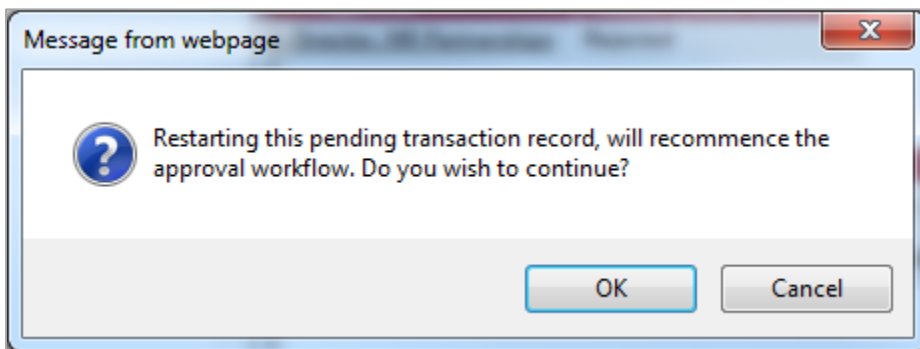 Message from webpage
Restarting this pending transaction record, will recommence the
approval workflow. Do you wish to continue?
OK
Cancel